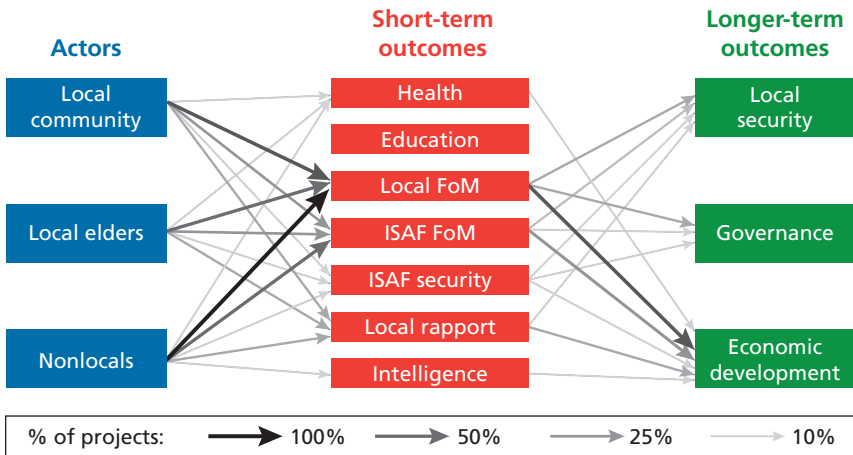 Actors
Short-term
outcomes
Longer-term
outcomes
Local
community
Local elders
Nonlocals
Health
Education
Local FoM
ISAF FoM
ISAF security
Local rapport
Intelligence
Local
security
Governance
Economic
development
% of projects: 100% 50% 25% 10%